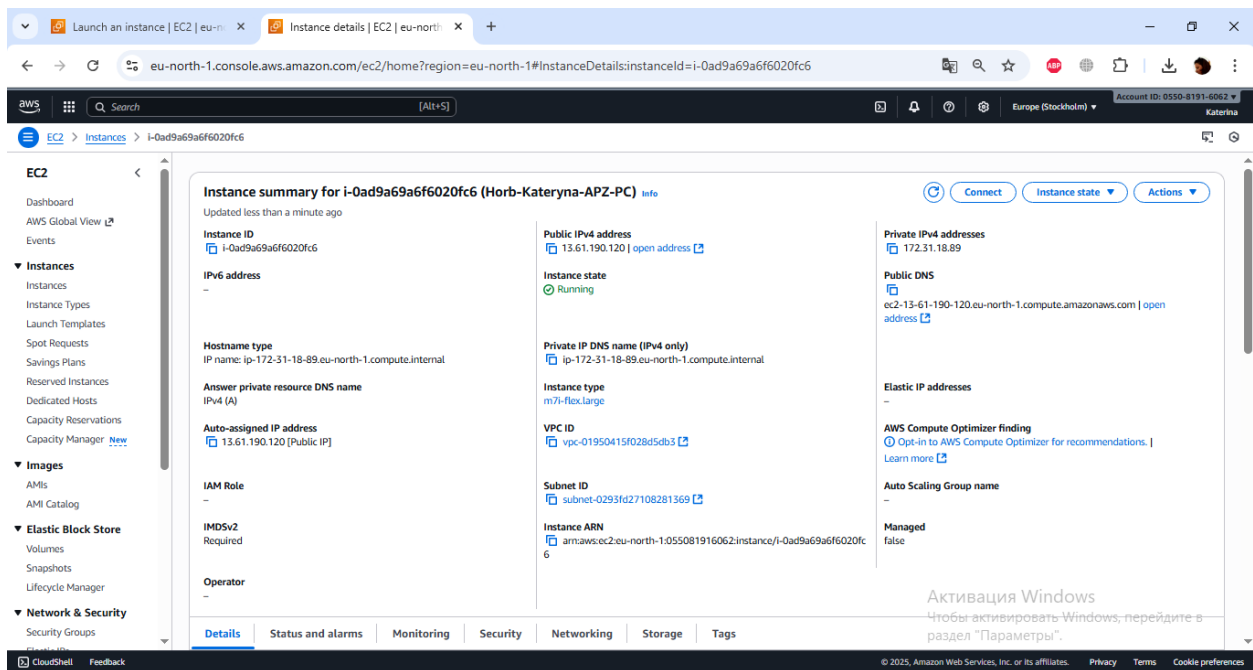 Launch an instance | EC2 | eu-n
Instance details | EC2 | eu-north
eu-north-1.console.aws.amazon.com/ec2/home?region=eu-north-1#InstanceDetails:instanceId=i-0ad9a69a6f6020fc6
ABP
aws
Search
[Alt+S]
Europe (Stockholm)
Account ID: 0550-8191-6062
Katerina
EC2 > Instances > i-0ad9a69a6f6020fc6
EC2
Dashboard
AWS Global View
Events
Instances
Instances
Instance Types
Launch Templates
Spot Requests
Savings Plans
Reserved Instances
Dedicated Hosts
Capacity Reservations
Capacity Manager New
Images
AMIs
AMI Catalog
Elastic Block Store
Volumes
Snapshots
Lifecycle Manager
Network & Security
Security Groups
Instance summary for i-0ad9a69a6f6020fc6 (Horb-Kateryna-APZ-PC) Info
Updated less than a minute ago
Connect
Instance state
Actions
Instance ID
i-0ad9a69a6f6020fc6
Public IPv4 address
13.61.190.120 | open address
Private IPv4 addresses
172.31.18.89
IPv6 address
–
Instance state
Running
Public DNS
ec2-13-61-190-120.eu-north-1.compute.amazonaws.com | open
address
Hostname type
IP name: ip-172-31-18-89.eu-north-1.compute.internal
Private IP DNS name (IPv4 only)
ip-172-31-18-89.eu-north-1.compute.internal
Answer private resource DNS name
IPv4 (A)
Instance type
m7i-flex.large
Elastic IP addresses
–
Auto-assigned IP address
13.61.190.120 [Public IP]
VPC ID
vpc-01950415f028d5db3
AWS Compute Optimizer finding
Opt-in to AWS Compute Optimizer for recommendations. |
Learn more
IAM Role
–
Subnet ID
subnet-0293fd27108281369
Auto Scaling Group name
–
IMDSv2
Required
Instance ARN
arn:aws:ec2:eu-north-1:055081916062:instance/i-0ad9a69a6f6020fc
6
Managed
false
Operator
–
Активация Windows
Чтобы активировать Windows, перейдите в
раздел "Параметры".
Details
Status and alarms
Monitoring
Security
Networking
Storage
Tags
CloudShell
Feedback
© 2025, Amazon Web Services, Inc. or its affiliates.
Privacy
Terms
Cookie preferences